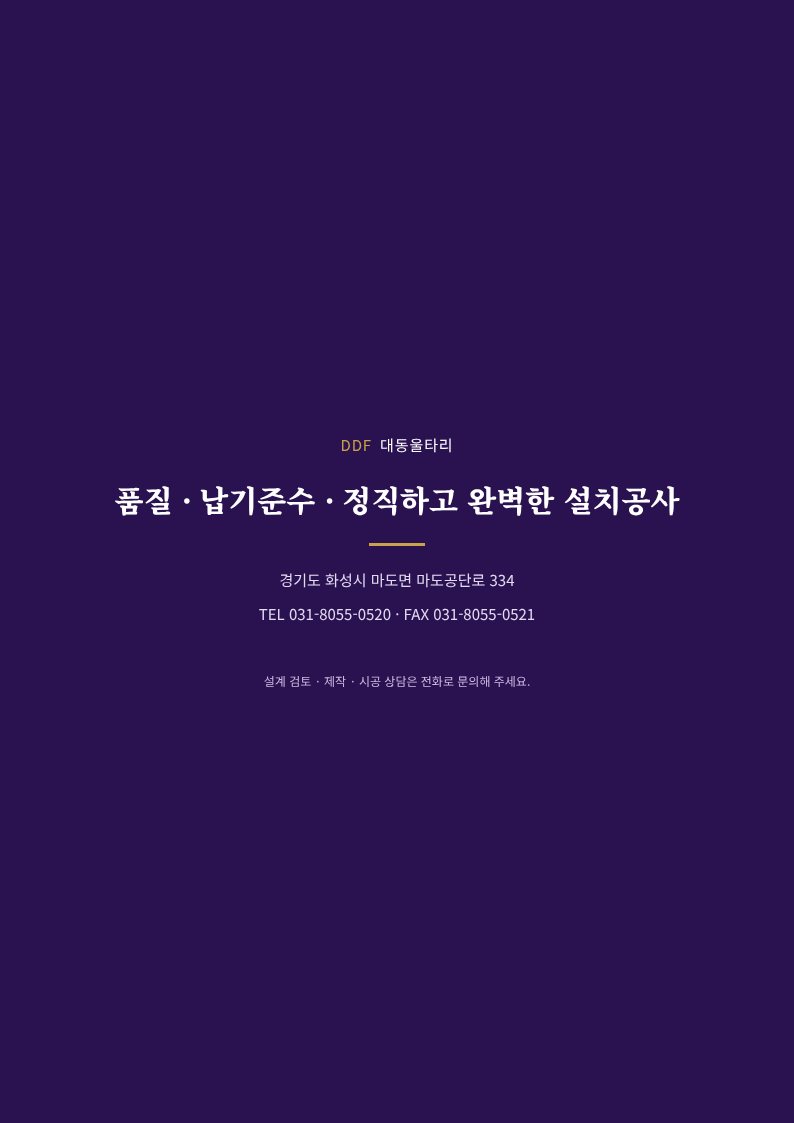 DDF 대동울타리
품질 · 납기준수 · 정직하고 완벽한 설치공사
경기도 화성시 마도면 마도공단로 334
TEL 031-8055-0520 · FAX 031-8055-0521
설계 검토 · 제작 · 시공 상담은 전화로 문의해 주세요.